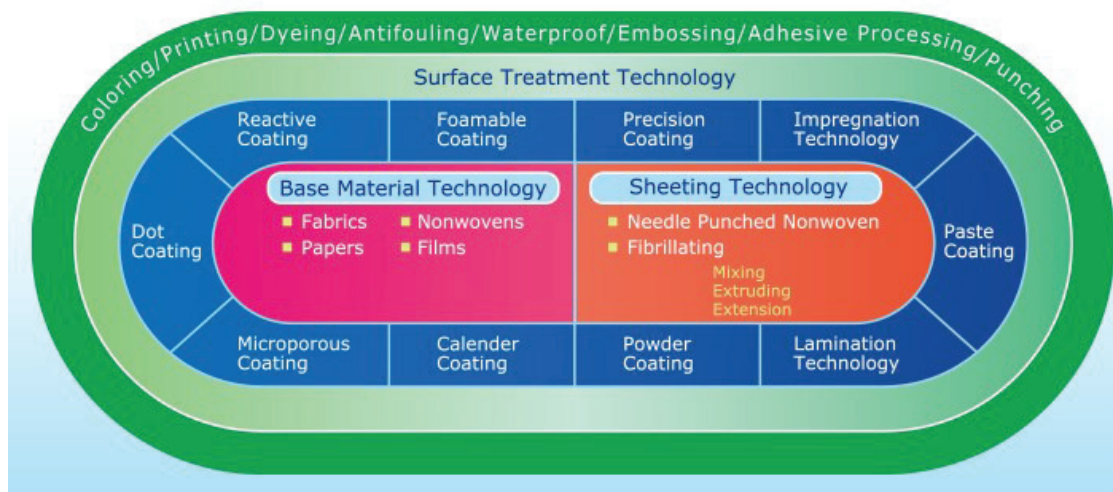 Coloring/Printing/Dyeing/Antifouling/Waterproof/Embossing/Adhesive Processing/Punching
Surface Treatment Technology
Reactive
Coating
Foamable
Coating
Precision
Coating
Impregnation
Technology
Dot
Coating
Base Material Technology
Fabrics
Nonwovens
Papers
Films
Sheeting Technology
Needle Punched Nonwoven
Fibrillating
Mixing
Extruding
Extension
Paste
Coating
Microporous
Coating
Calender
Coating
Powder
Coating
Lamination
Technology